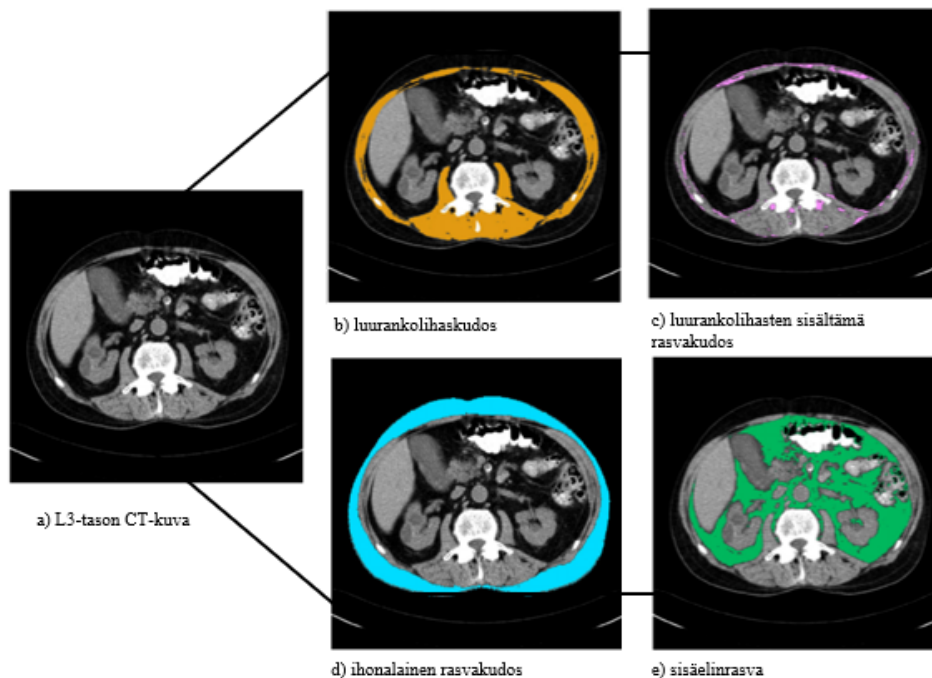 a) L3-tason CT-kuva
b) luurankolihaskudos
c) luurankolihasten sisältämä
rasvakudos
d) ihonalainen rasvakudos
e) sisäelinrasva